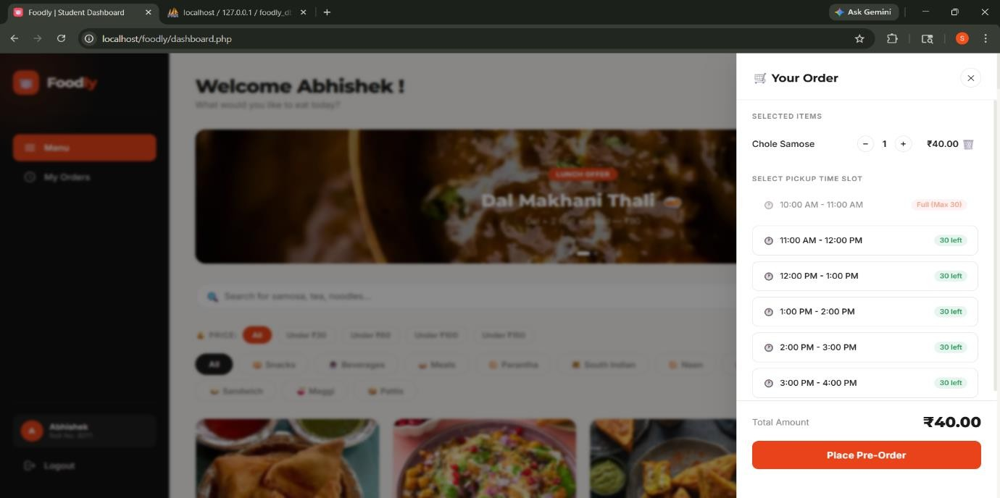 Foodly | Student Dashboard
localhost / 127.0.0.1 / foodly_d
Ask Gemini
localhost/foodly/dashboard.php
S
Foodly
Menu
My Orders
Abhishek
Logout
A
Welcome Abhishek !
What would you like to eat today?
LUNCH OFFER
Dal Makhani Thali
Search for samosa, tea, noodles...
PRICE:
All
Under ₹30
Under ₹60
Under ₹100
Under ₹150
All
Snacks
Beverages
Meals
Parantha
South Indian
Naan
Sandwich
Maggi
Pattis
Your Order
SELECTED ITEMS
Chole Samose
− 1 + ₹40.00
SELECT PICKUP TIME SLOT
10:00 AM - 11:00 AM Full (Max 30)
11:00 AM - 12:00 PM 30 left
12:00 PM - 1:00 PM 30 left
1:00 PM - 2:00 PM 30 left
2:00 PM - 3:00 PM 30 left
3:00 PM - 4:00 PM 30 left
Total Amount ₹40.00
Place Pre-Order